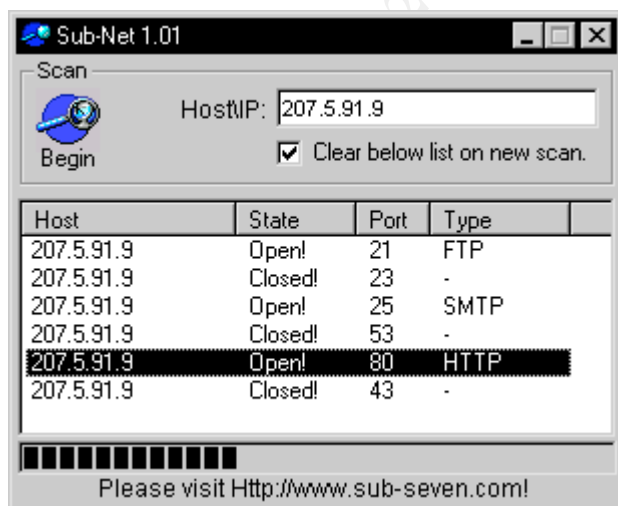 Sub-Net 1.01
Scan
Host\IP: 207.5.91.9
Begin
Clear below list on new scan.
Host State Port Type
207.5.91.9 Open! 21 FTP
207.5.91.9 Closed! 23 -
207.5.91.9 Open! 25 SMTP
207.5.91.9 Closed! 53 -
207.5.91.9 Open! 80 HTTP
207.5.91.9 Closed! 43 -
Please visit Http://www.sub-seven.com!